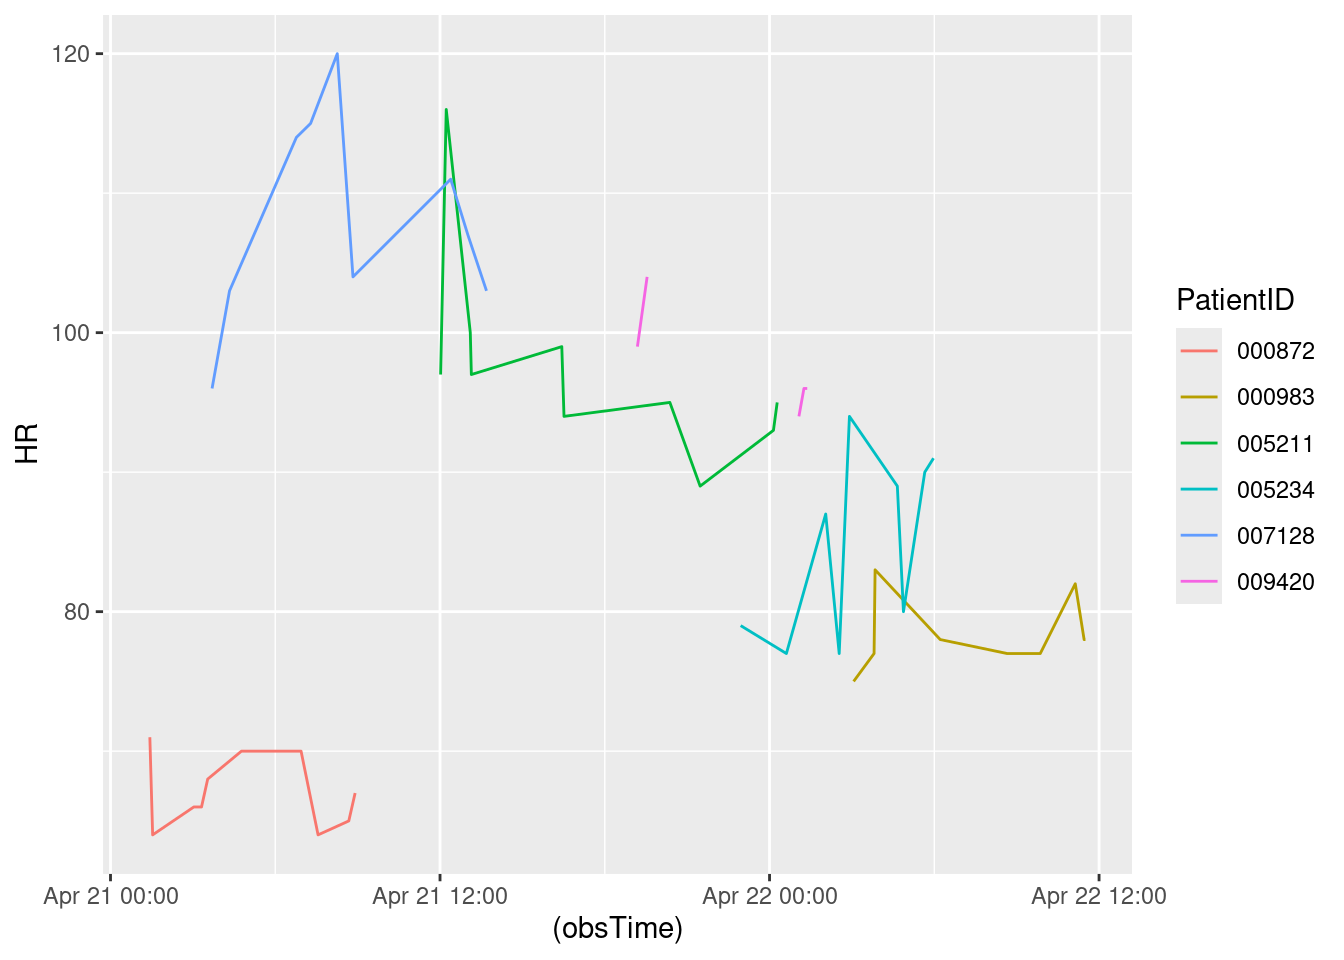 120
100
80
HR
Apr 21 00:00
Apr 21 12:00
Apr 22 00:00
Apr 22 12:00
(obsTime)
PatientID
000872
000983
005211
005234
007128
009420